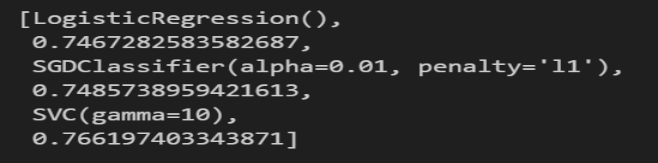 [LogisticRegression(),
0.7467282583582687,
SGDClassifier(alpha=0.01, penalty='l1'),
0.7485738959421613,
SVC(gamma=10),
0.766197403343871]